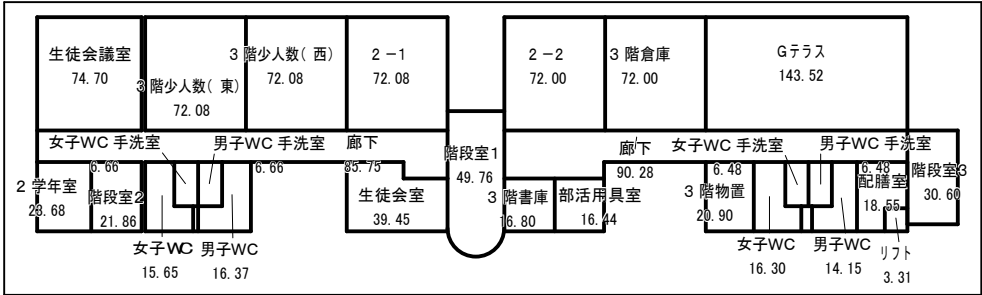 生徒会議室
74.70
3階少人数(東)
72.08
3階少人数(西)
72.08
2-1
72.08
2-2
72.00
3階倉庫
72.00
Gテラス
143.52
女子WC 手洗室
6.66
男子WC 手洗室
6.66
廊下
85.75
階段室1
49.76
廊下
90.28
女子WC 手洗室
6.48
男子WC 手洗室
6.48
階段室3
30.60
2学年室
23.68
階段室2
21.86
生徒会室
39.45
3階書庫
16.80
部活用具室
16.44
3階物置
20.90
配膳室
18.55
女子WC
15.65
男子WC
16.37
女子WC
16.30
男子WC
14.15
リフト
3.31